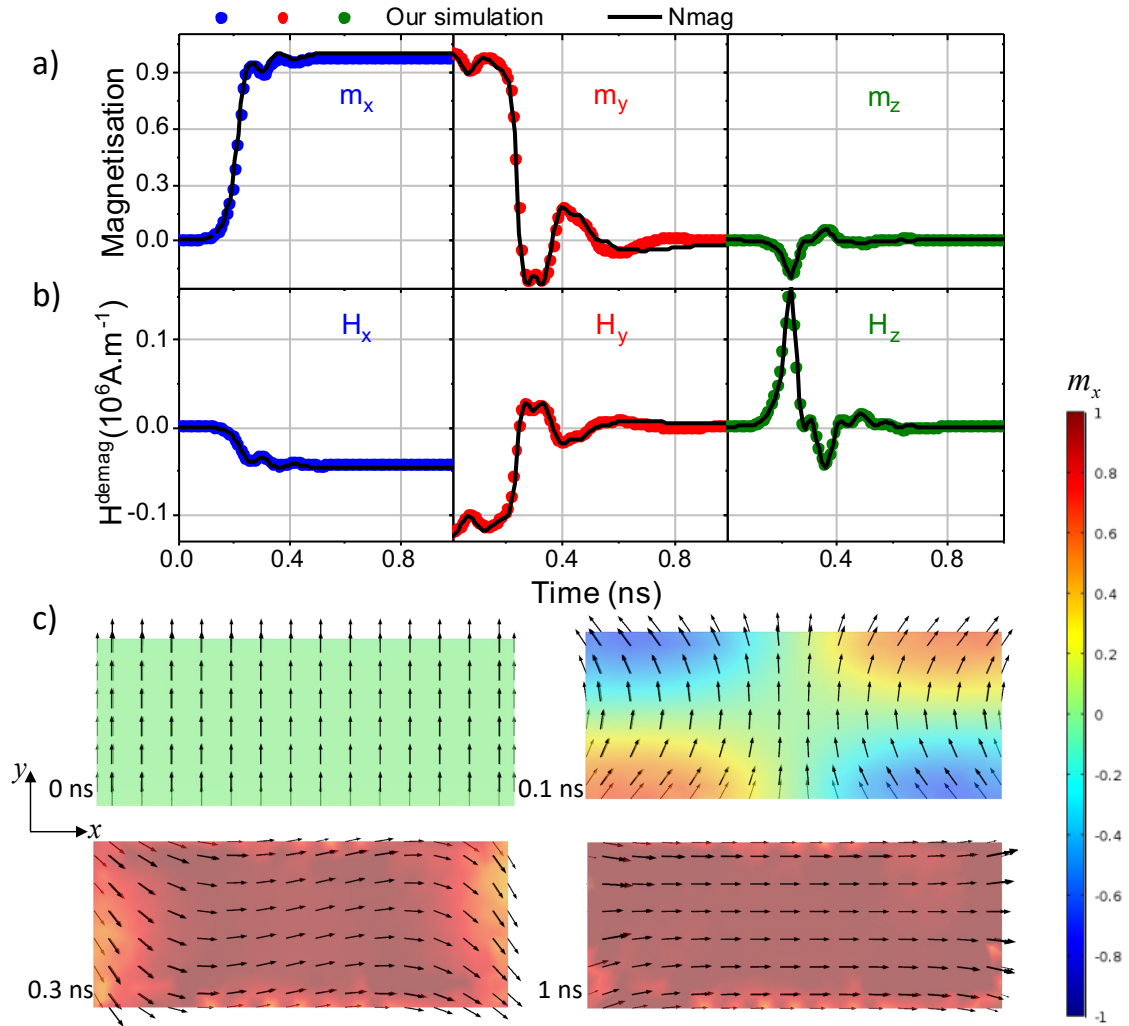 Our simulation Nmag
a)
Magnetisation
0.9
0.6
0.3
0.0
m_x m_y m_z
b)
H^demag (10^6A.m^-1)
0.1
0.0
-0.1
H_x H_y H_z
0.0 0.4 0.8 0.4 0.8 0.4 0.8
Time (ns)
c)
0 ns
0.1 ns
y
x
0.3 ns
1 ns
m_x
1
0.8
0.6
0.4
0.2
0
-0.2
-0.4
-0.6
-0.8
-1